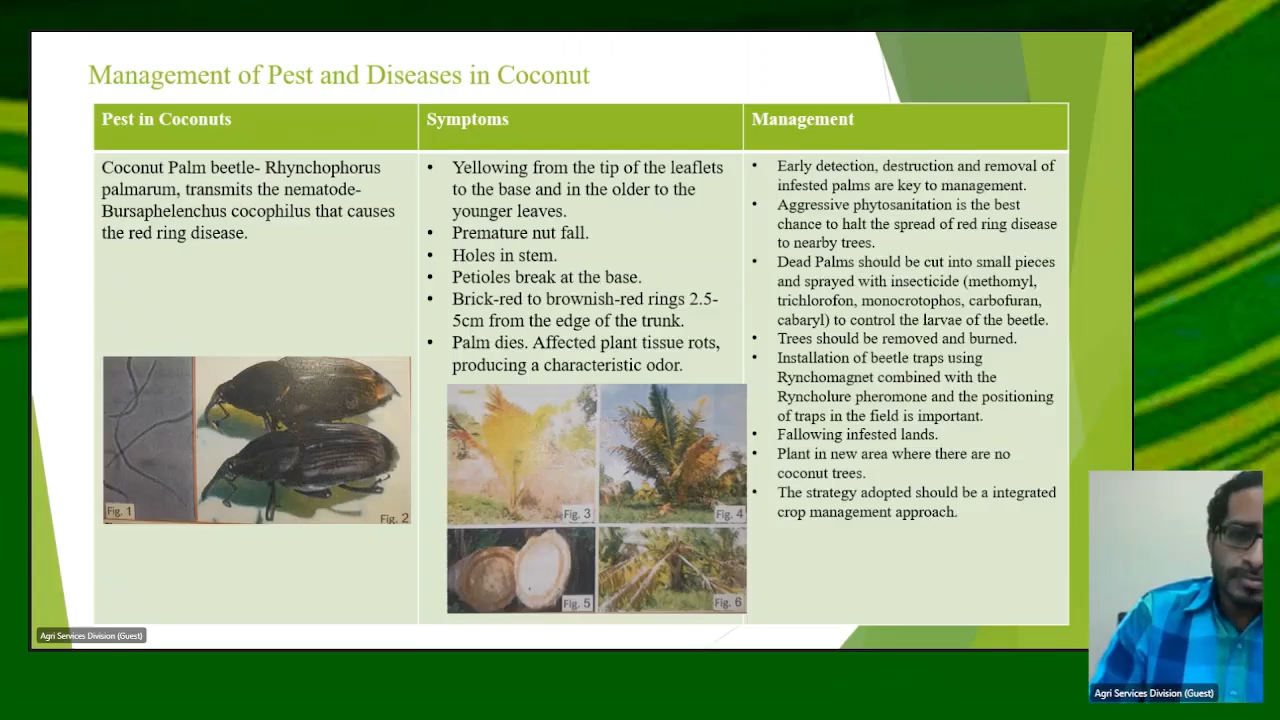 Management of Pest and Diseases in Coconut
Pest in Coconuts
Symptoms
Management
Coconut Palm beetle- Rhynchophorus
palmarum, transmits the nematode-
Bursaphelenchus cocophilus that causes
the red ring disease.
Fig. 1
Fig. 2
• Yellowing from the tip of the leaflets
to the base and in the older to the
younger leaves.
• Premature nut fall.
• Holes in stem.
• Petioles break at the base.
• Brick-red to brownish-red rings 2.5-
5cm from the edge of the trunk.
• Palm dies. Affected plant tissue rots,
producing a characteristic odor.
Fig. 3
Fig. 4
Fig. 5
Fig. 6
• Early detection, destruction and removal of
infested palms are key to management.
• Aggressive phytosanitation is the best
chance to halt the spread of red ring disease
to nearby trees.
• Dead Palms should be cut into small pieces
and sprayed with insecticide (methomyl,
trichlorofon, monocrotophos, carbofuran,
cabaryl) to control the larvae of the beetle.
• Trees should be removed and burned.
• Installation of beetle traps using
Rynchomagnet combined with the
Ryncholure pheromone and the positioning
of traps in the field is important.
• Fallowing infested lands.
• Plant in new area where there are no
coconut trees.
• The strategy adopted should be a integrated
crop management approach.
Agri Services Division (Guest)
Agri Services Division (Guest)